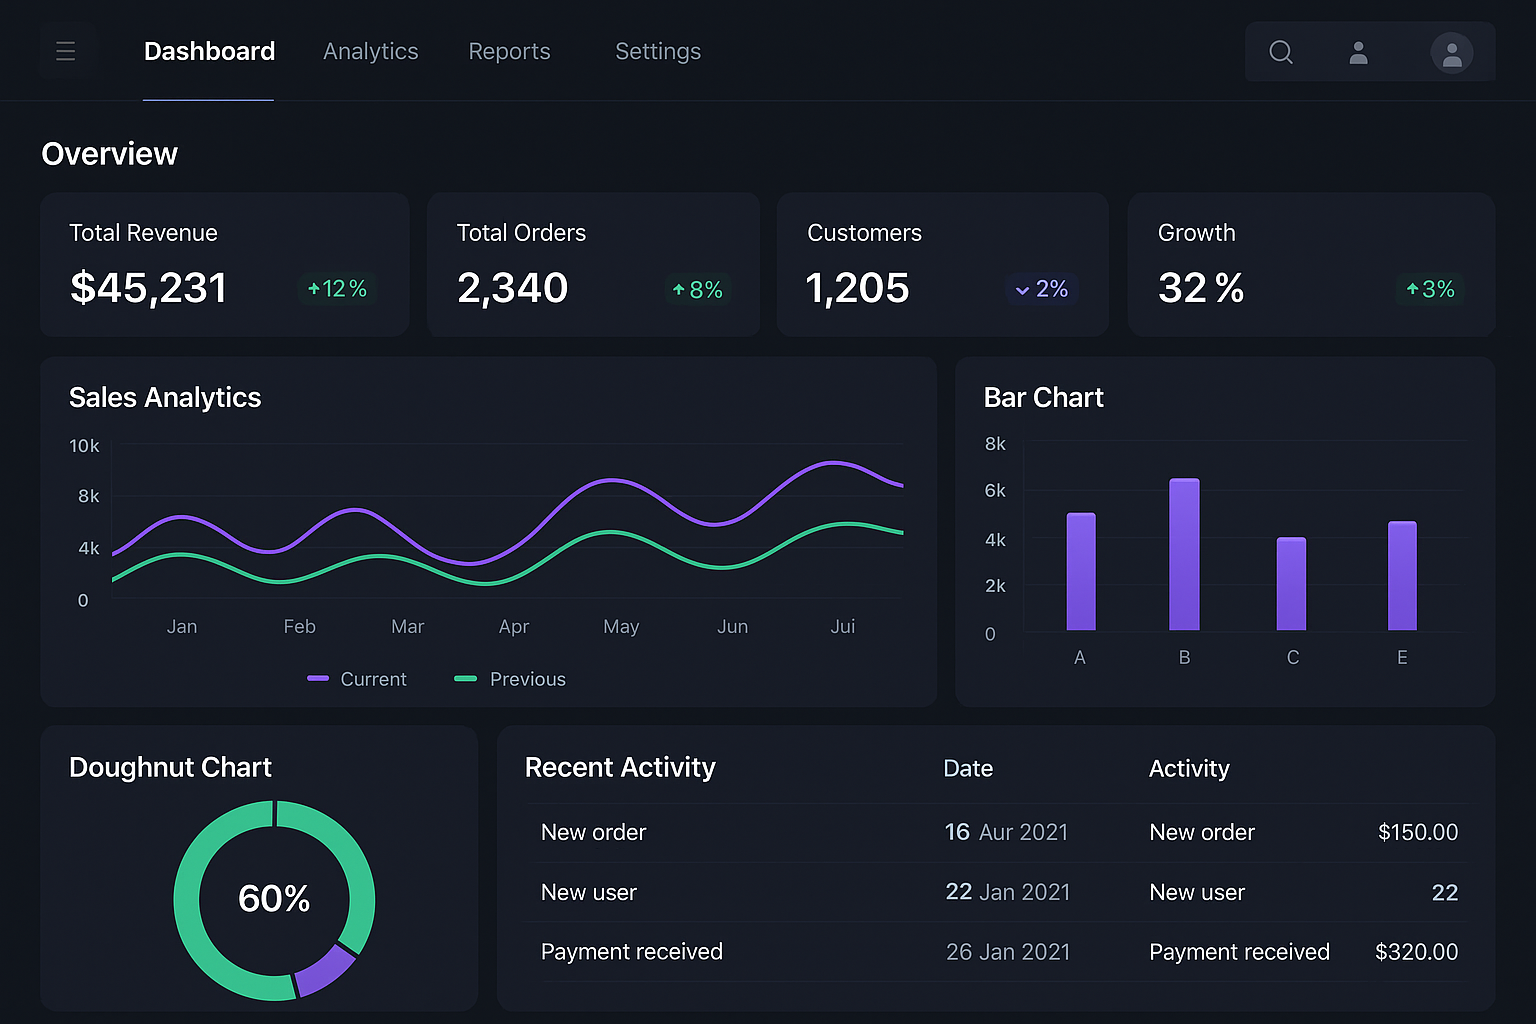 Dashboard Analytics Reports Settings
Overview
Total Revenue
$45,231 12%
Total Orders
2,340 8%
Customers
1,205 2%
Growth
32 % 3%
Sales Analytics
10k
8k
4k
0
Jan Feb Mar Apr May Jun Jui
Current Previous
Bar Chart
8k
6k
4k
2k
0
A B C E
Doughnut Chart
60%
Recent Activity Date Activity
New order 16 Aur 2021 New order $150.00
New user 22 Jan 2021 New user 22
Payment received 26 Jan 2021 Payment received $320.00